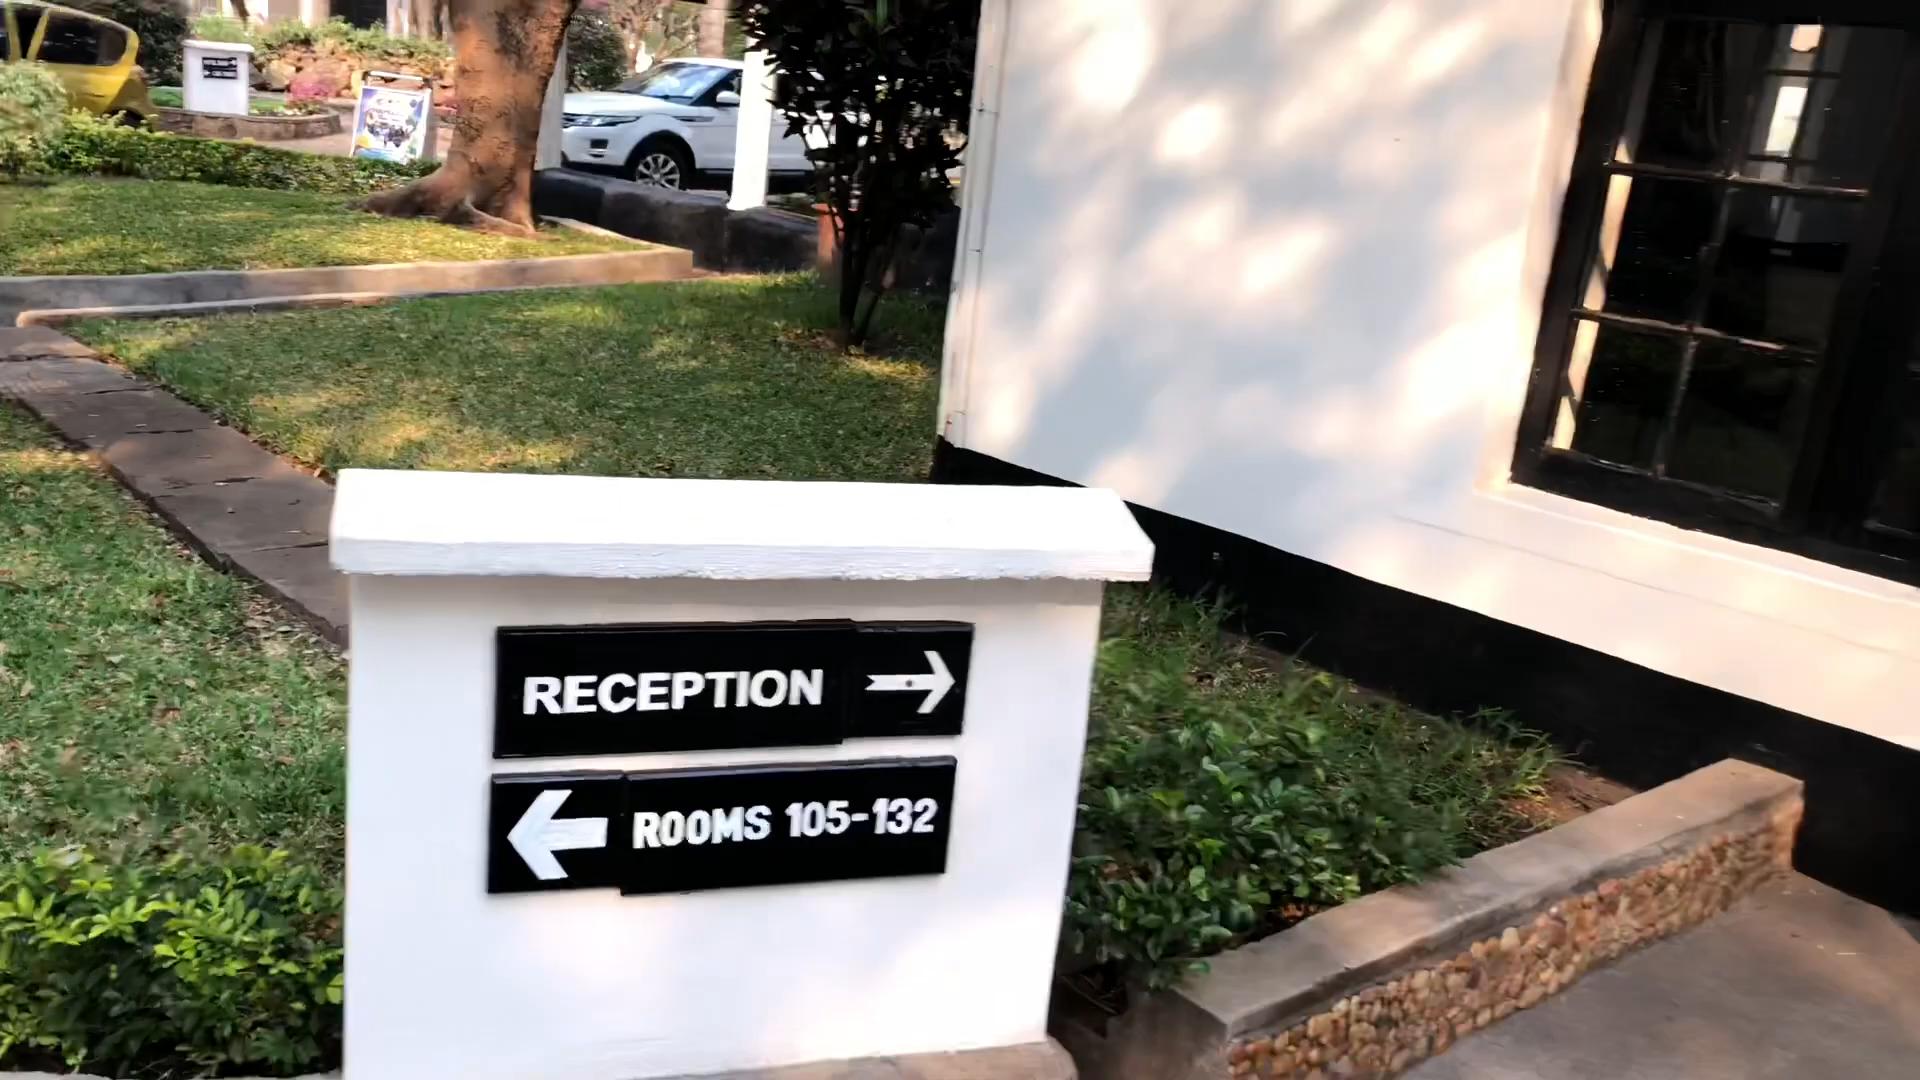 RECEPTION →
← ROOMS 105-132